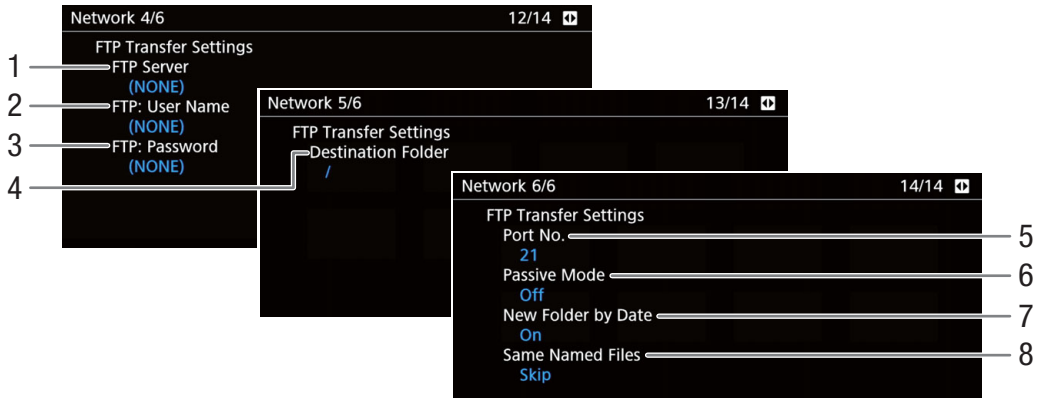 Network 4/6 12/14
FTP Transfer Settings
1 FTP Server
(NONE)
2 FTP: User Name
(NONE)
3 FTP: Password
(NONE)
Network 5/6 13/14
FTP Transfer Settings
4 Destination Folder
/
Network 6/6 14/14
FTP Transfer Settings
Port No. 5
21
Passive Mode 6
Off
New Folder by Date 7
On
Same Named Files 8
Skip